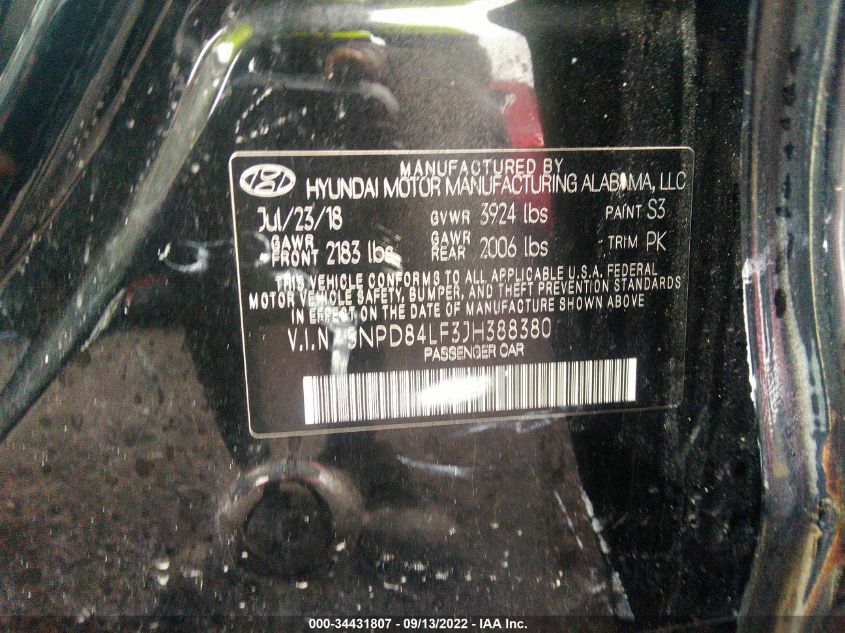 MANUFACTURED BY
HYUNDAI MOTOR MANUFACTURING ALABAMA, LLC
Jul/23/18 GVWR 3924 lbs PAINT S3
GAWR FRONT 2183 lbs GAWR REAR 2006 lbs TRIM PK
THIS VEHICLE CONFORMS TO ALL APPLICABLE U.S.A. FEDERAL
MOTOR VEHICLE SAFETY, BUMPER, AND THEFT PREVENTION STANDARDS
IN EFFECT ON THE DATE OF MANUFACTURE SHOWN ABOVE
V.I.N : 5NPD84LF3JH388380
PASSENGER CAR
000-34431807 - 09/13/2022 - IAA Inc.